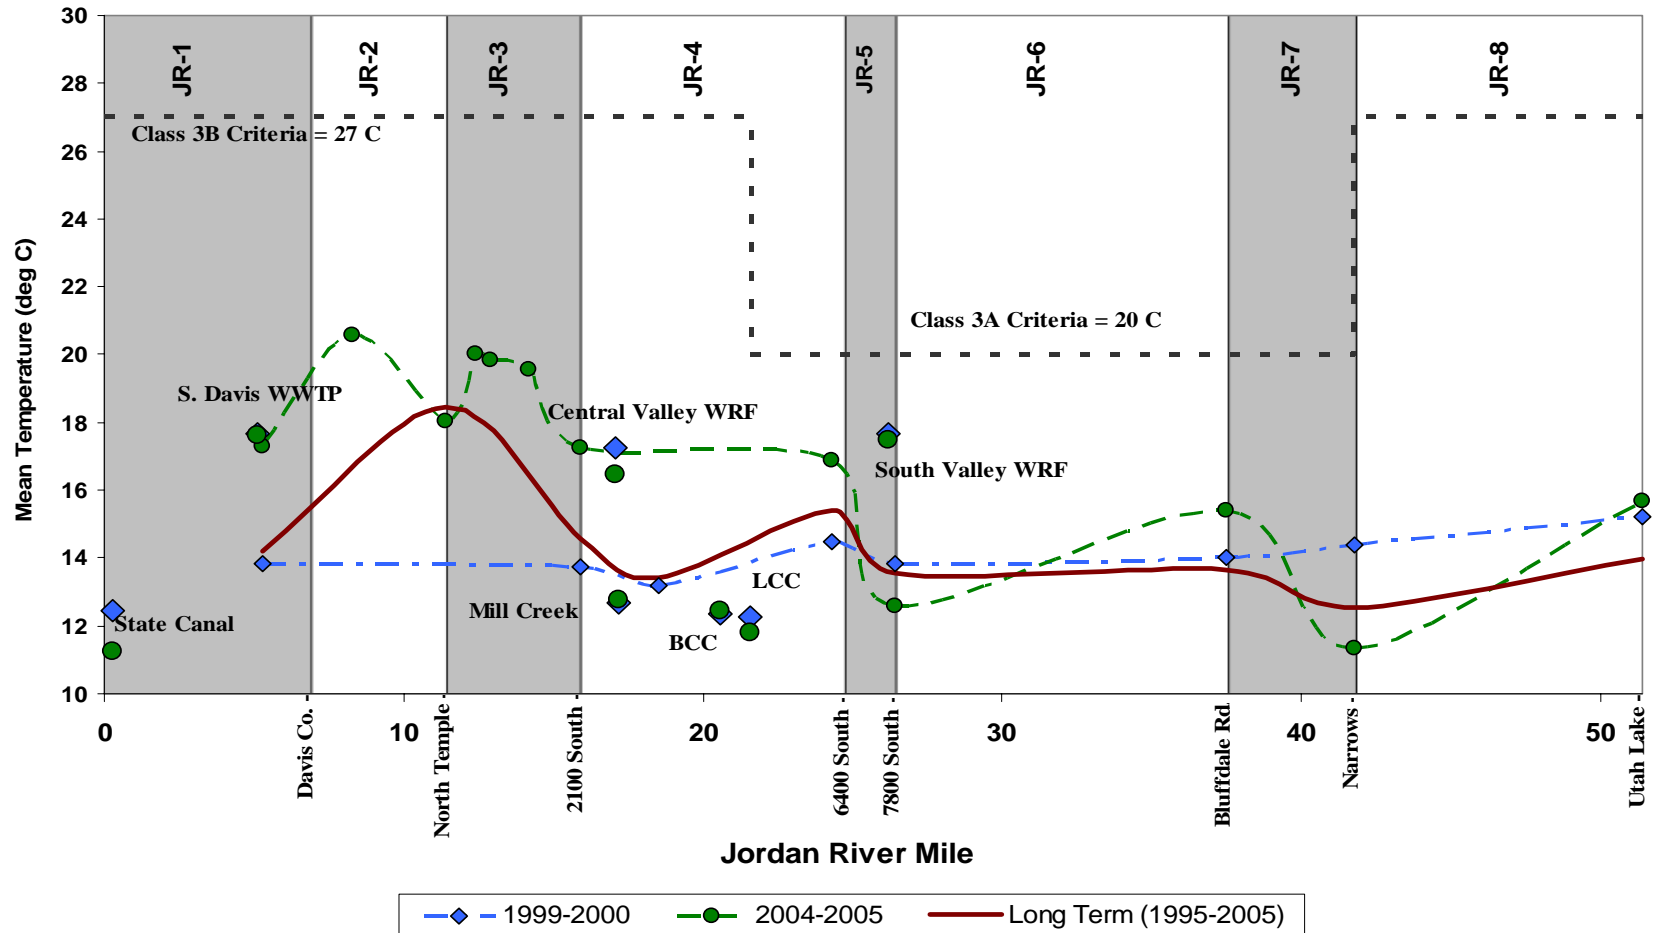 30
28
26
24
22
20
18
16
14
12
10
Mean Temperature (deg C)
JR-1
JR-2
JR-3
JR-4
JR-5
JR-6
JR-7
JR-8
Class 3B Criteria = 27 C
Class 3A Criteria = 20 C
S. Davis WWTP
Central Valley WRF
South Valley WRF
State Canal
Mill Creek
BCC
LCC
0
10
20
30
40
50
Davis Co.
North Temple
2100 South
6400 South
7800 South
Bluffdale Rd
Narrows
Utah Lake
Jordan River Mile
1999-2000
2004-2005
Long Term (1995-2005)